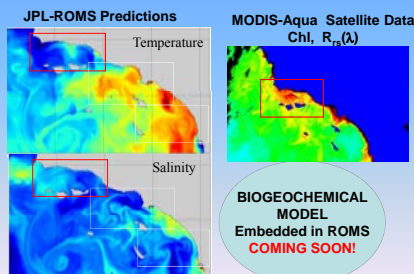 JPL-ROMS Predictions
Temperature
Salinity
MODIS-Aqua Satellite Data
Chl, Rrs(λ)
BIOGEOCHEMICAL
MODEL
Embedded in ROMS
COMING SOON!